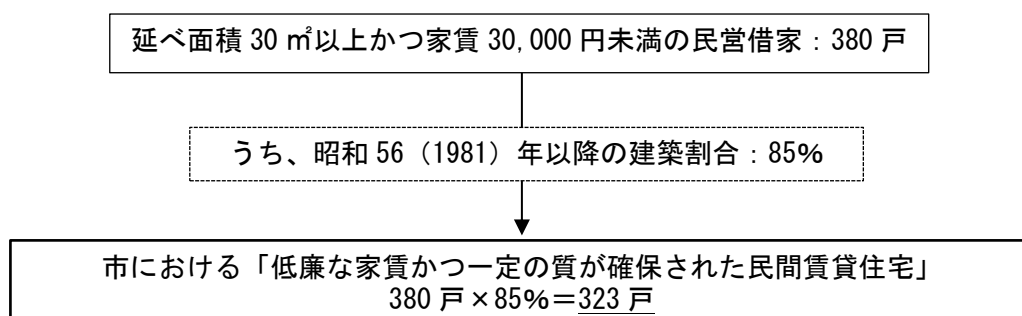 延べ面積 30 ㎡以上かつ家賃 30,000 円未満の民営借家：380 戸
うち、昭和 56（1981）年以降の建築割合：85％
市における「低廉な家賃かつ一定の質が確保された民間賃貸住宅」
380 戸×85％＝323 戸